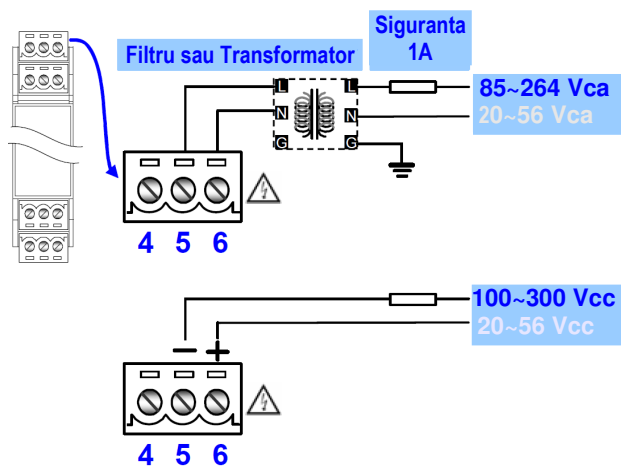 Siguranta
1A
Filtru sau Transformator
L L
85~264 Vca
N N
20~56 Vca
G G
4 5 6
100~300 Vcc
20~56 Vcc
— +
4 5 6